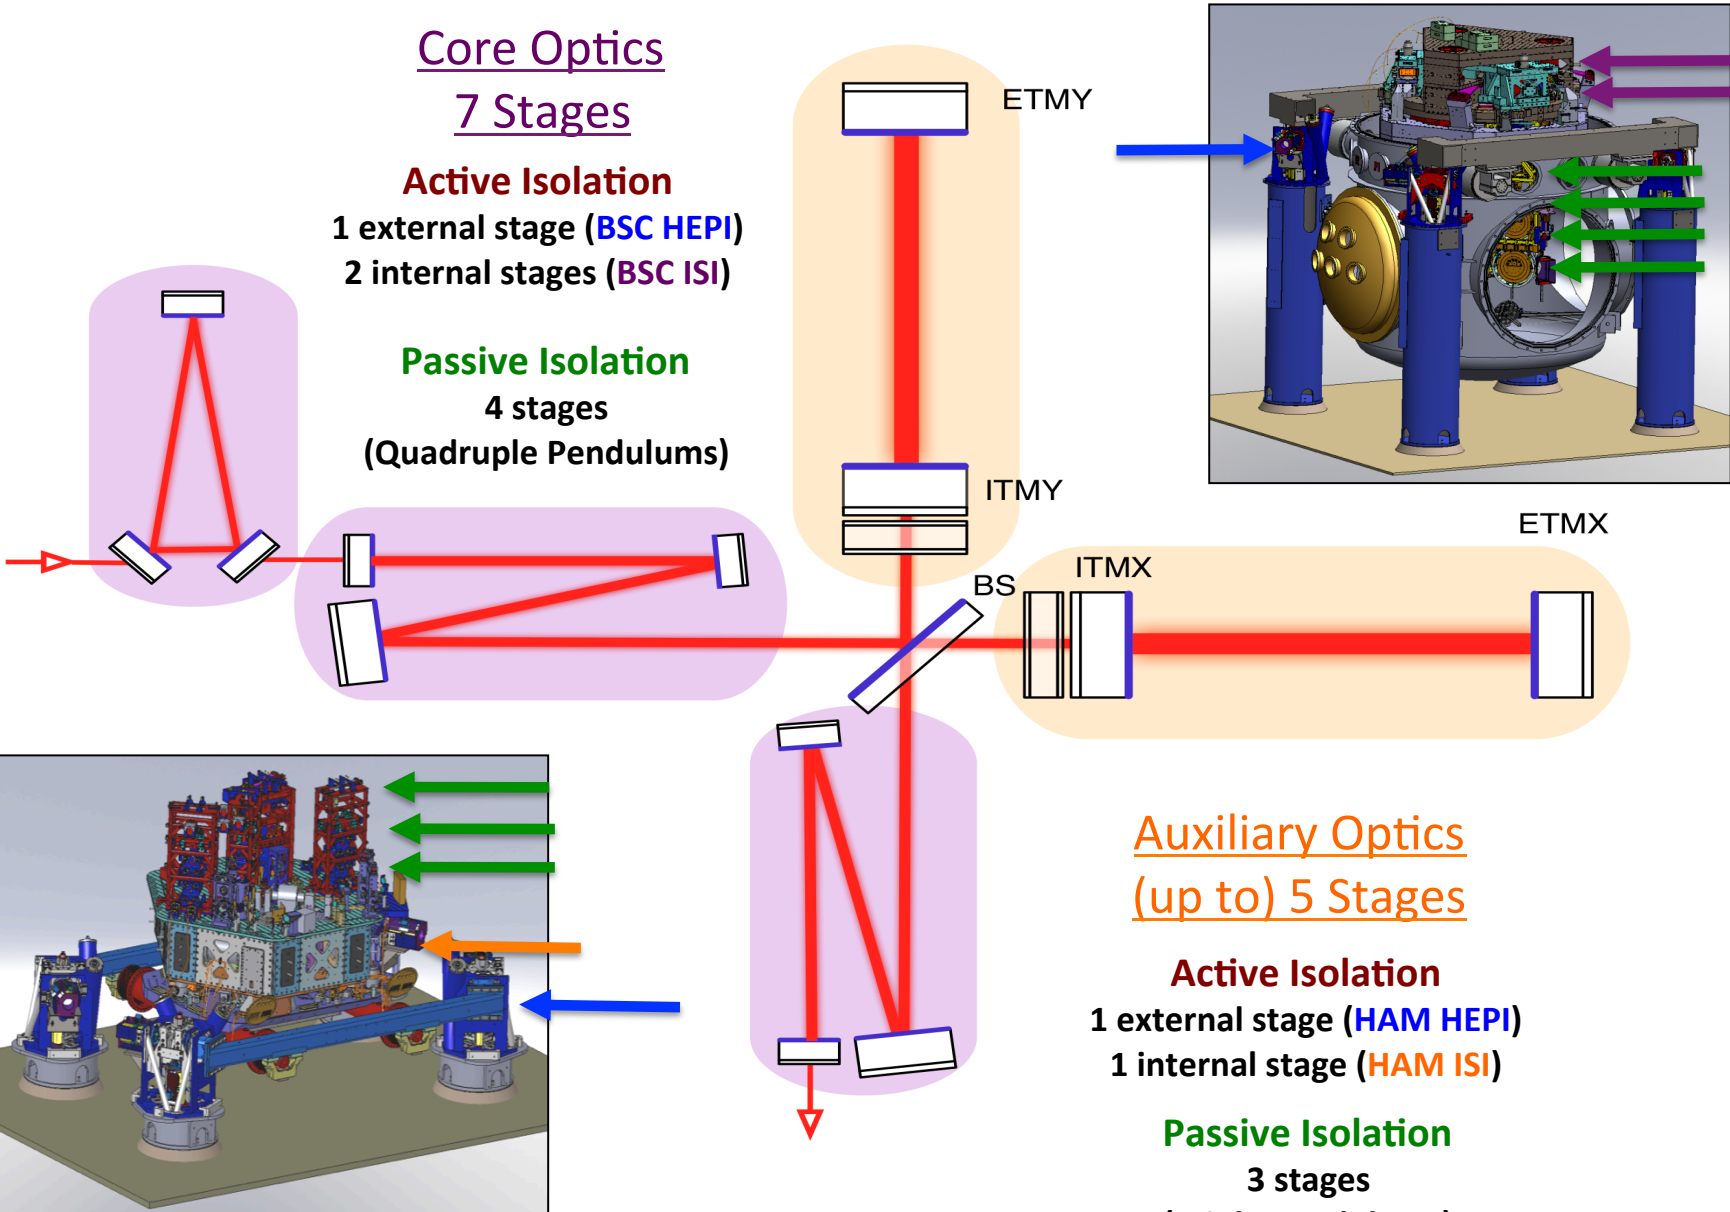 Core Optics
7 Stages
Active Isolation
1 external stage (BSC HEPI)
2 internal stages (BSC ISI)
Passive Isolation
4 stages
(Quadruple Pendulums)
ETMY
ITMY
ETMX
ITMX
BS
Auxiliary Optics
(up to) 5 Stages
Active Isolation
1 external stage (HAM HEPI)
1 internal stage (HAM ISI)
Passive Isolation
3 stages